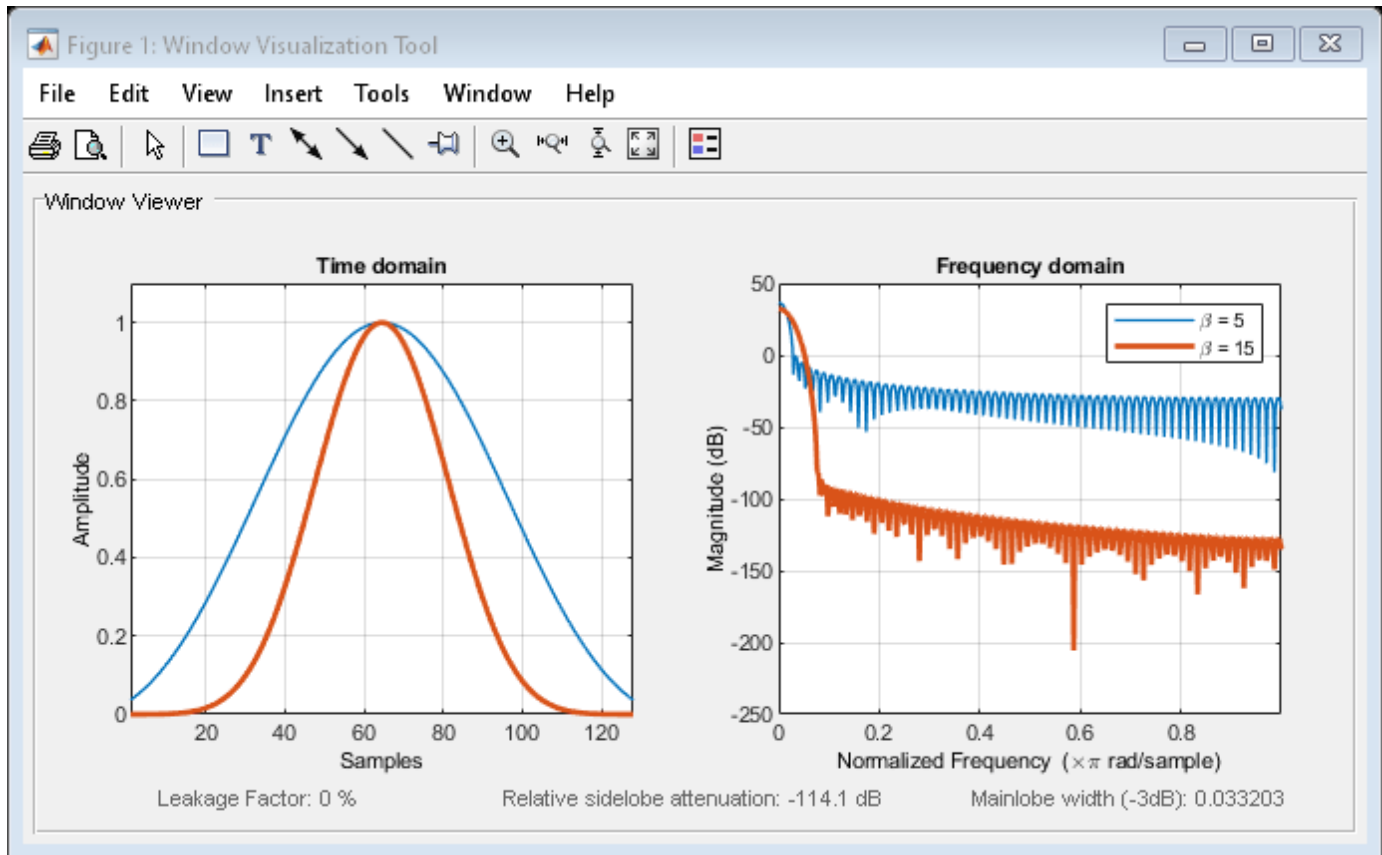 Figure 1: Window Visualization Tool
File Edit View Insert Tools Window Help
T
Window Viewer
Time domain
1
0.8
0.6
0.4
0.2
0
Amplitude
20 40 60 80 100 120
Samples
Frequency domain
50
0
-50
-100
-150
-200
-250
Magnitude (dB)
β = 5
β = 15
0 0.2 0.4 0.6 0.8
Normalized Frequency (×π rad/sample)
Leakage Factor: 0 % Relative sidelobe attenuation: -114.1 dB Mainlobe width (-3dB): 0.033203